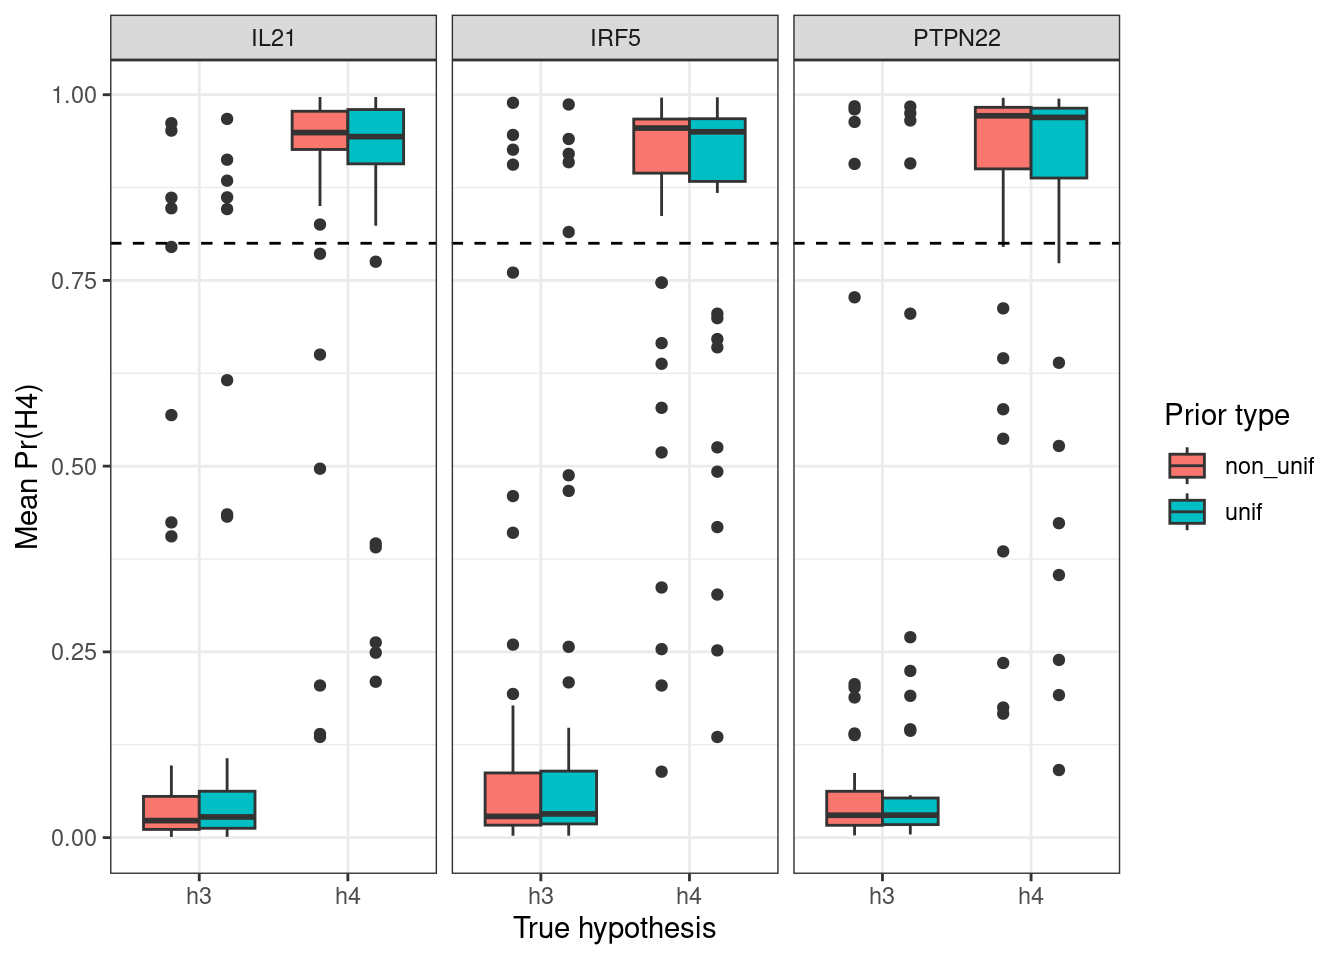 IL21 IRF5 PTPN22
1.00
0.75
0.50
0.25
0.00
Mean Pr(H4)
h3 h4 h3 h4 h3 h4
True hypothesis
Prior type
non_unif
unif